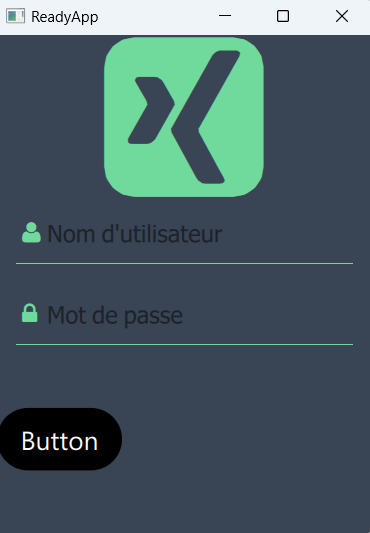 ReadyApp
Nom d'utilisateur
Mot de passe
Button